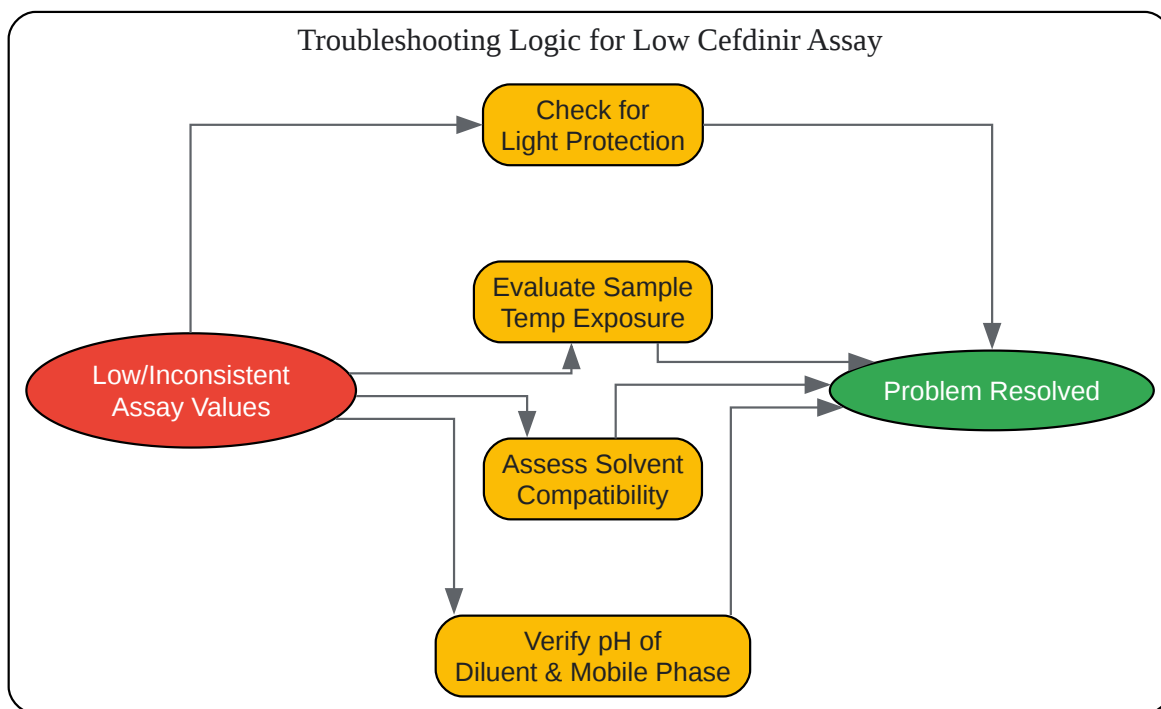 Troubleshooting Logic for Low Cefdinir Assay
Check for
Light Protection
Evaluate Sample
Temp Exposure
Low/Inconsistent
Assay Values
Problem Resolved
Assess Solvent
Compatibility
Verify pH of
Diluent & Mobile Phase